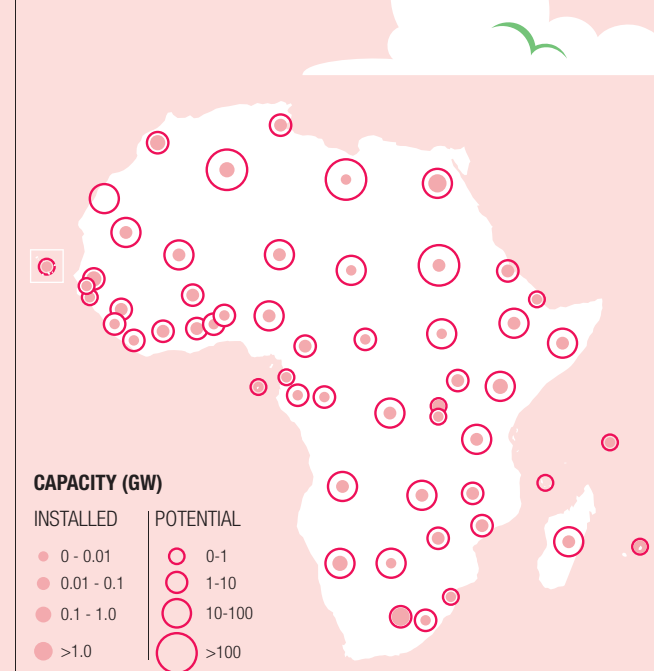 CAPACITY (GW)
INSTALLED POTENTIAL
0 - 0.01 0-1
0.01 - 0.1 1-10
0.1 - 1.0 10-100
>1.0 >100